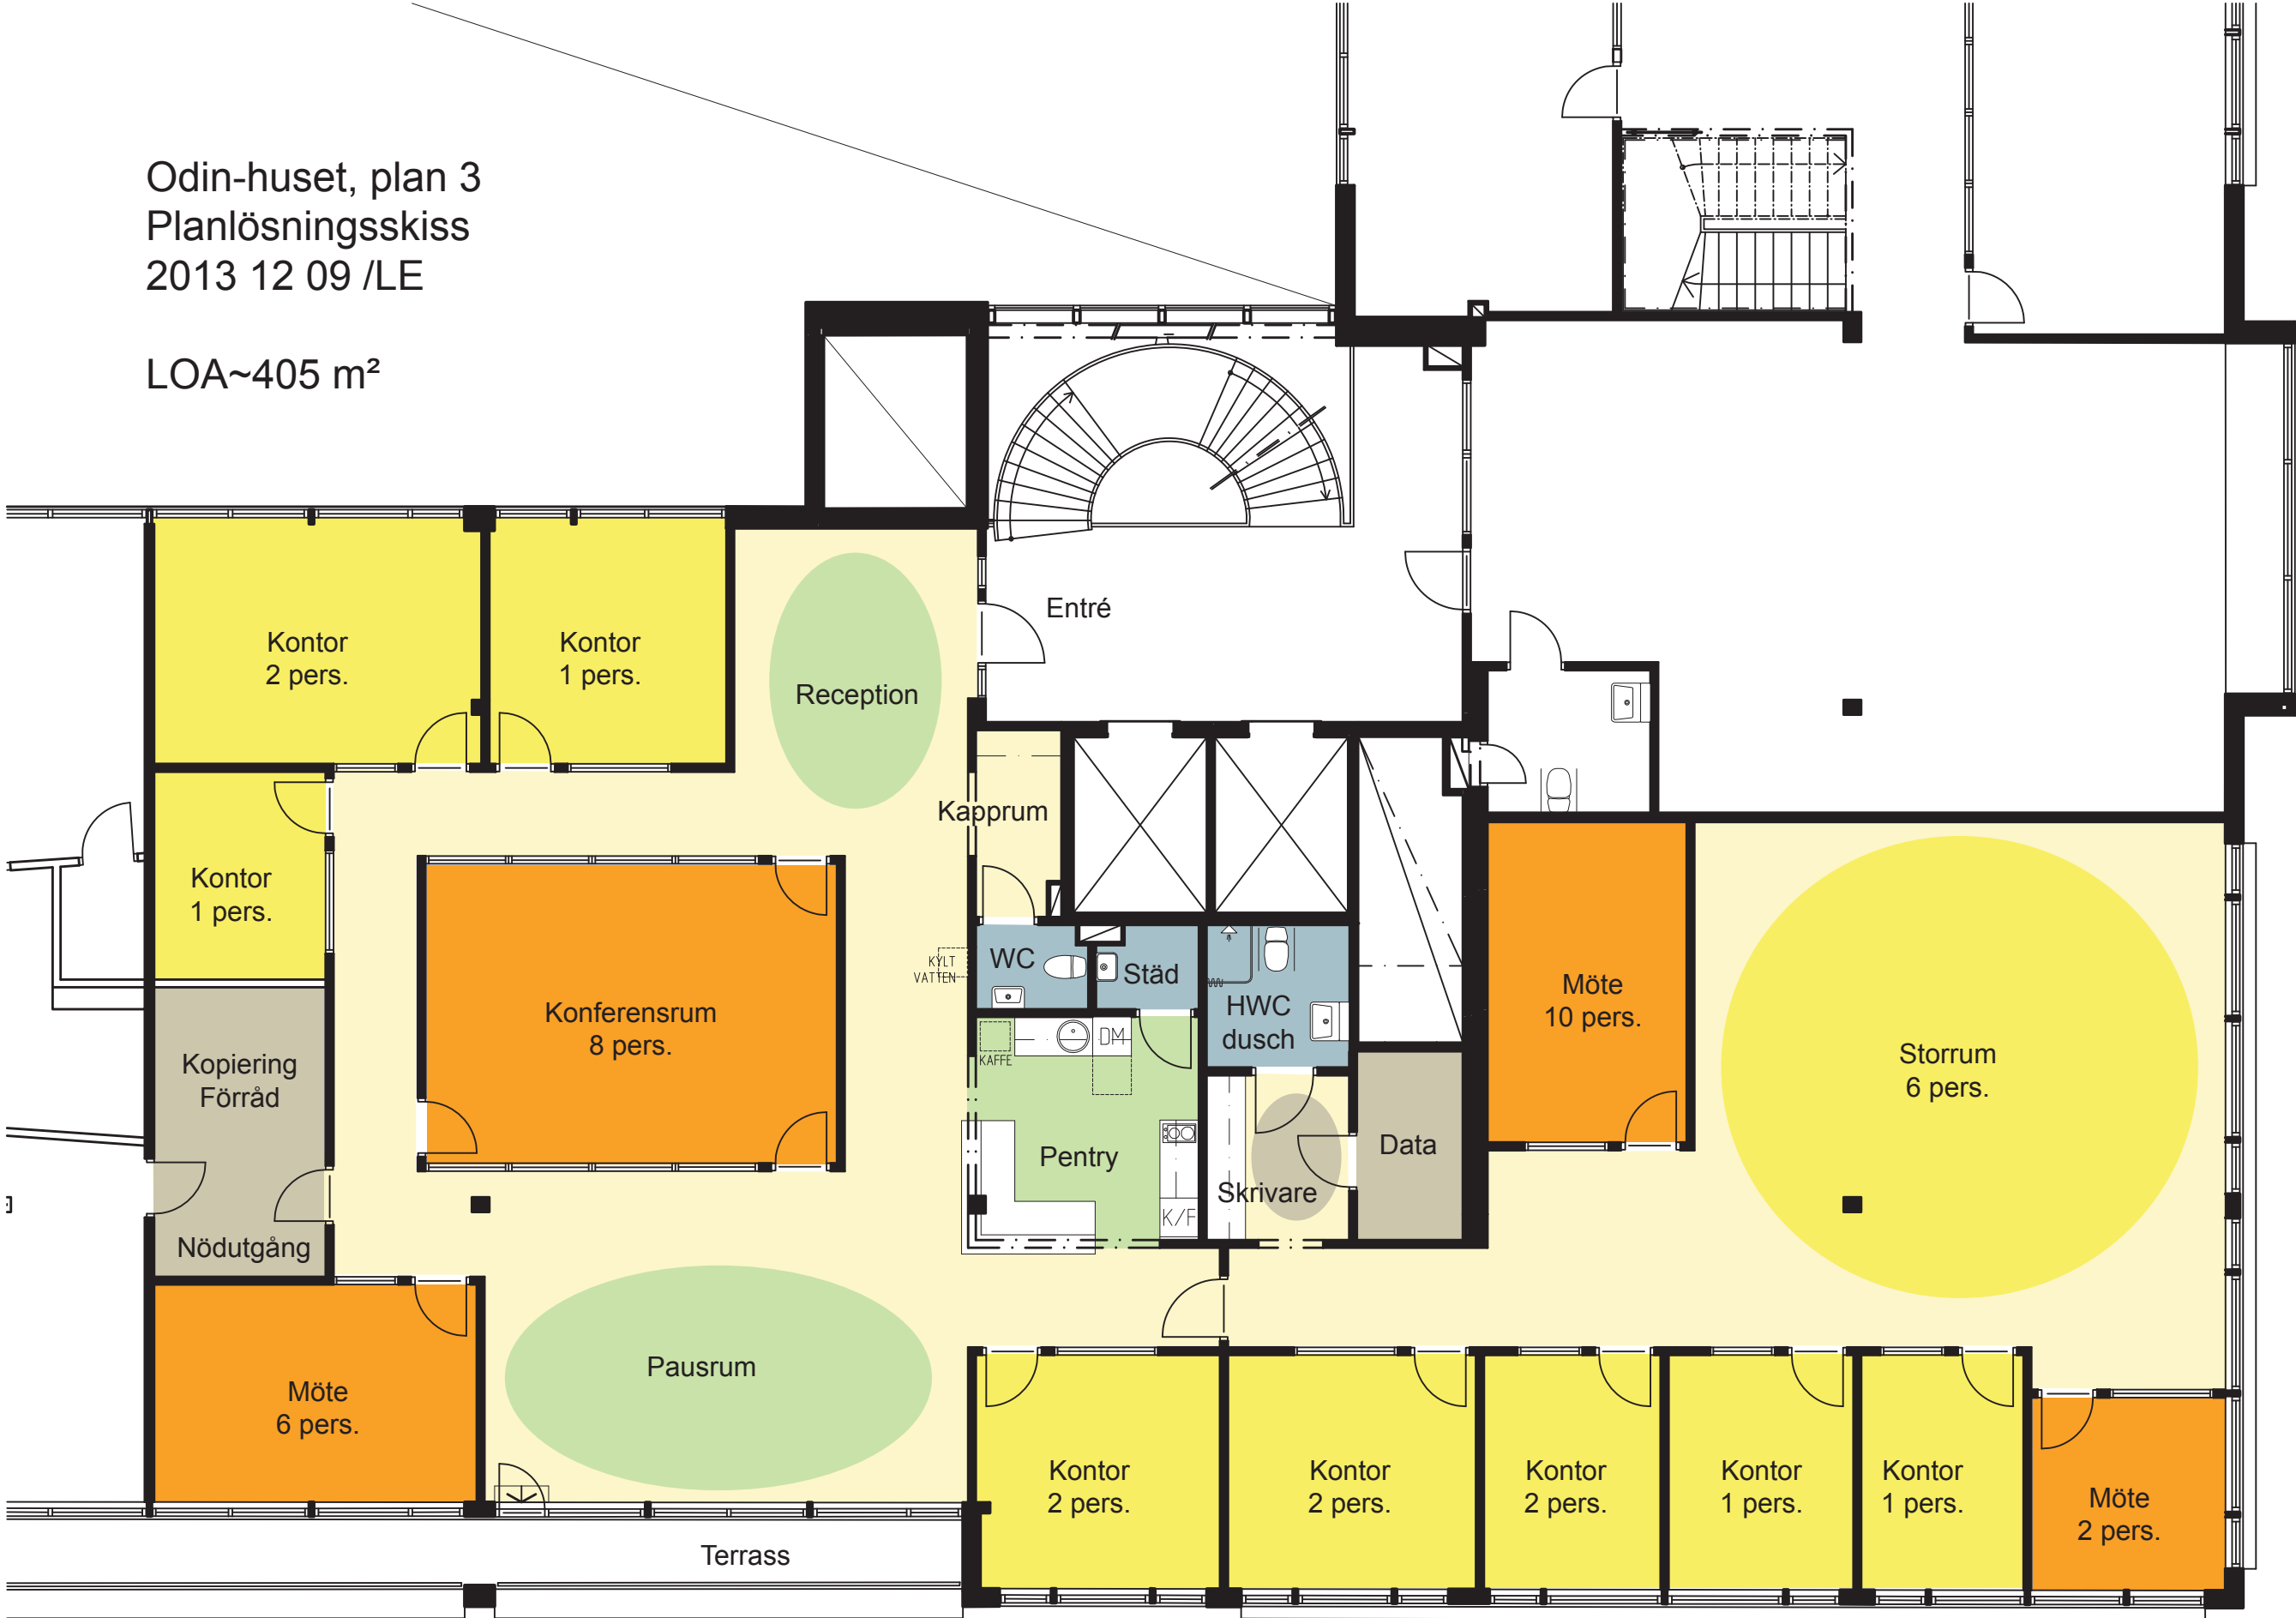 Odin-huset, plan 3
Planlösningsskiss
2013 12 09 /LE
LOA~405 m²
Entré
Kontor
2 pers.
Kontor
1 pers.
Reception
Kapprum
Kontor
1 pers.
Konferensrum
8 pers.
KYLT
VATTEN
WC
Städ
HWC
dusch
Möte
10 pers.
Storrum
6 pers.
Kopiering
Förråd
KAFFE
DM
Pentry
K/F
Skrivare
Data
Nödutgång
Möte
6 pers.
Pausrum
Kontor
2 pers.
Kontor
2 pers.
Kontor
2 pers.
Kontor
1 pers.
Kontor
1 pers.
Möte
2 pers.
Terrass